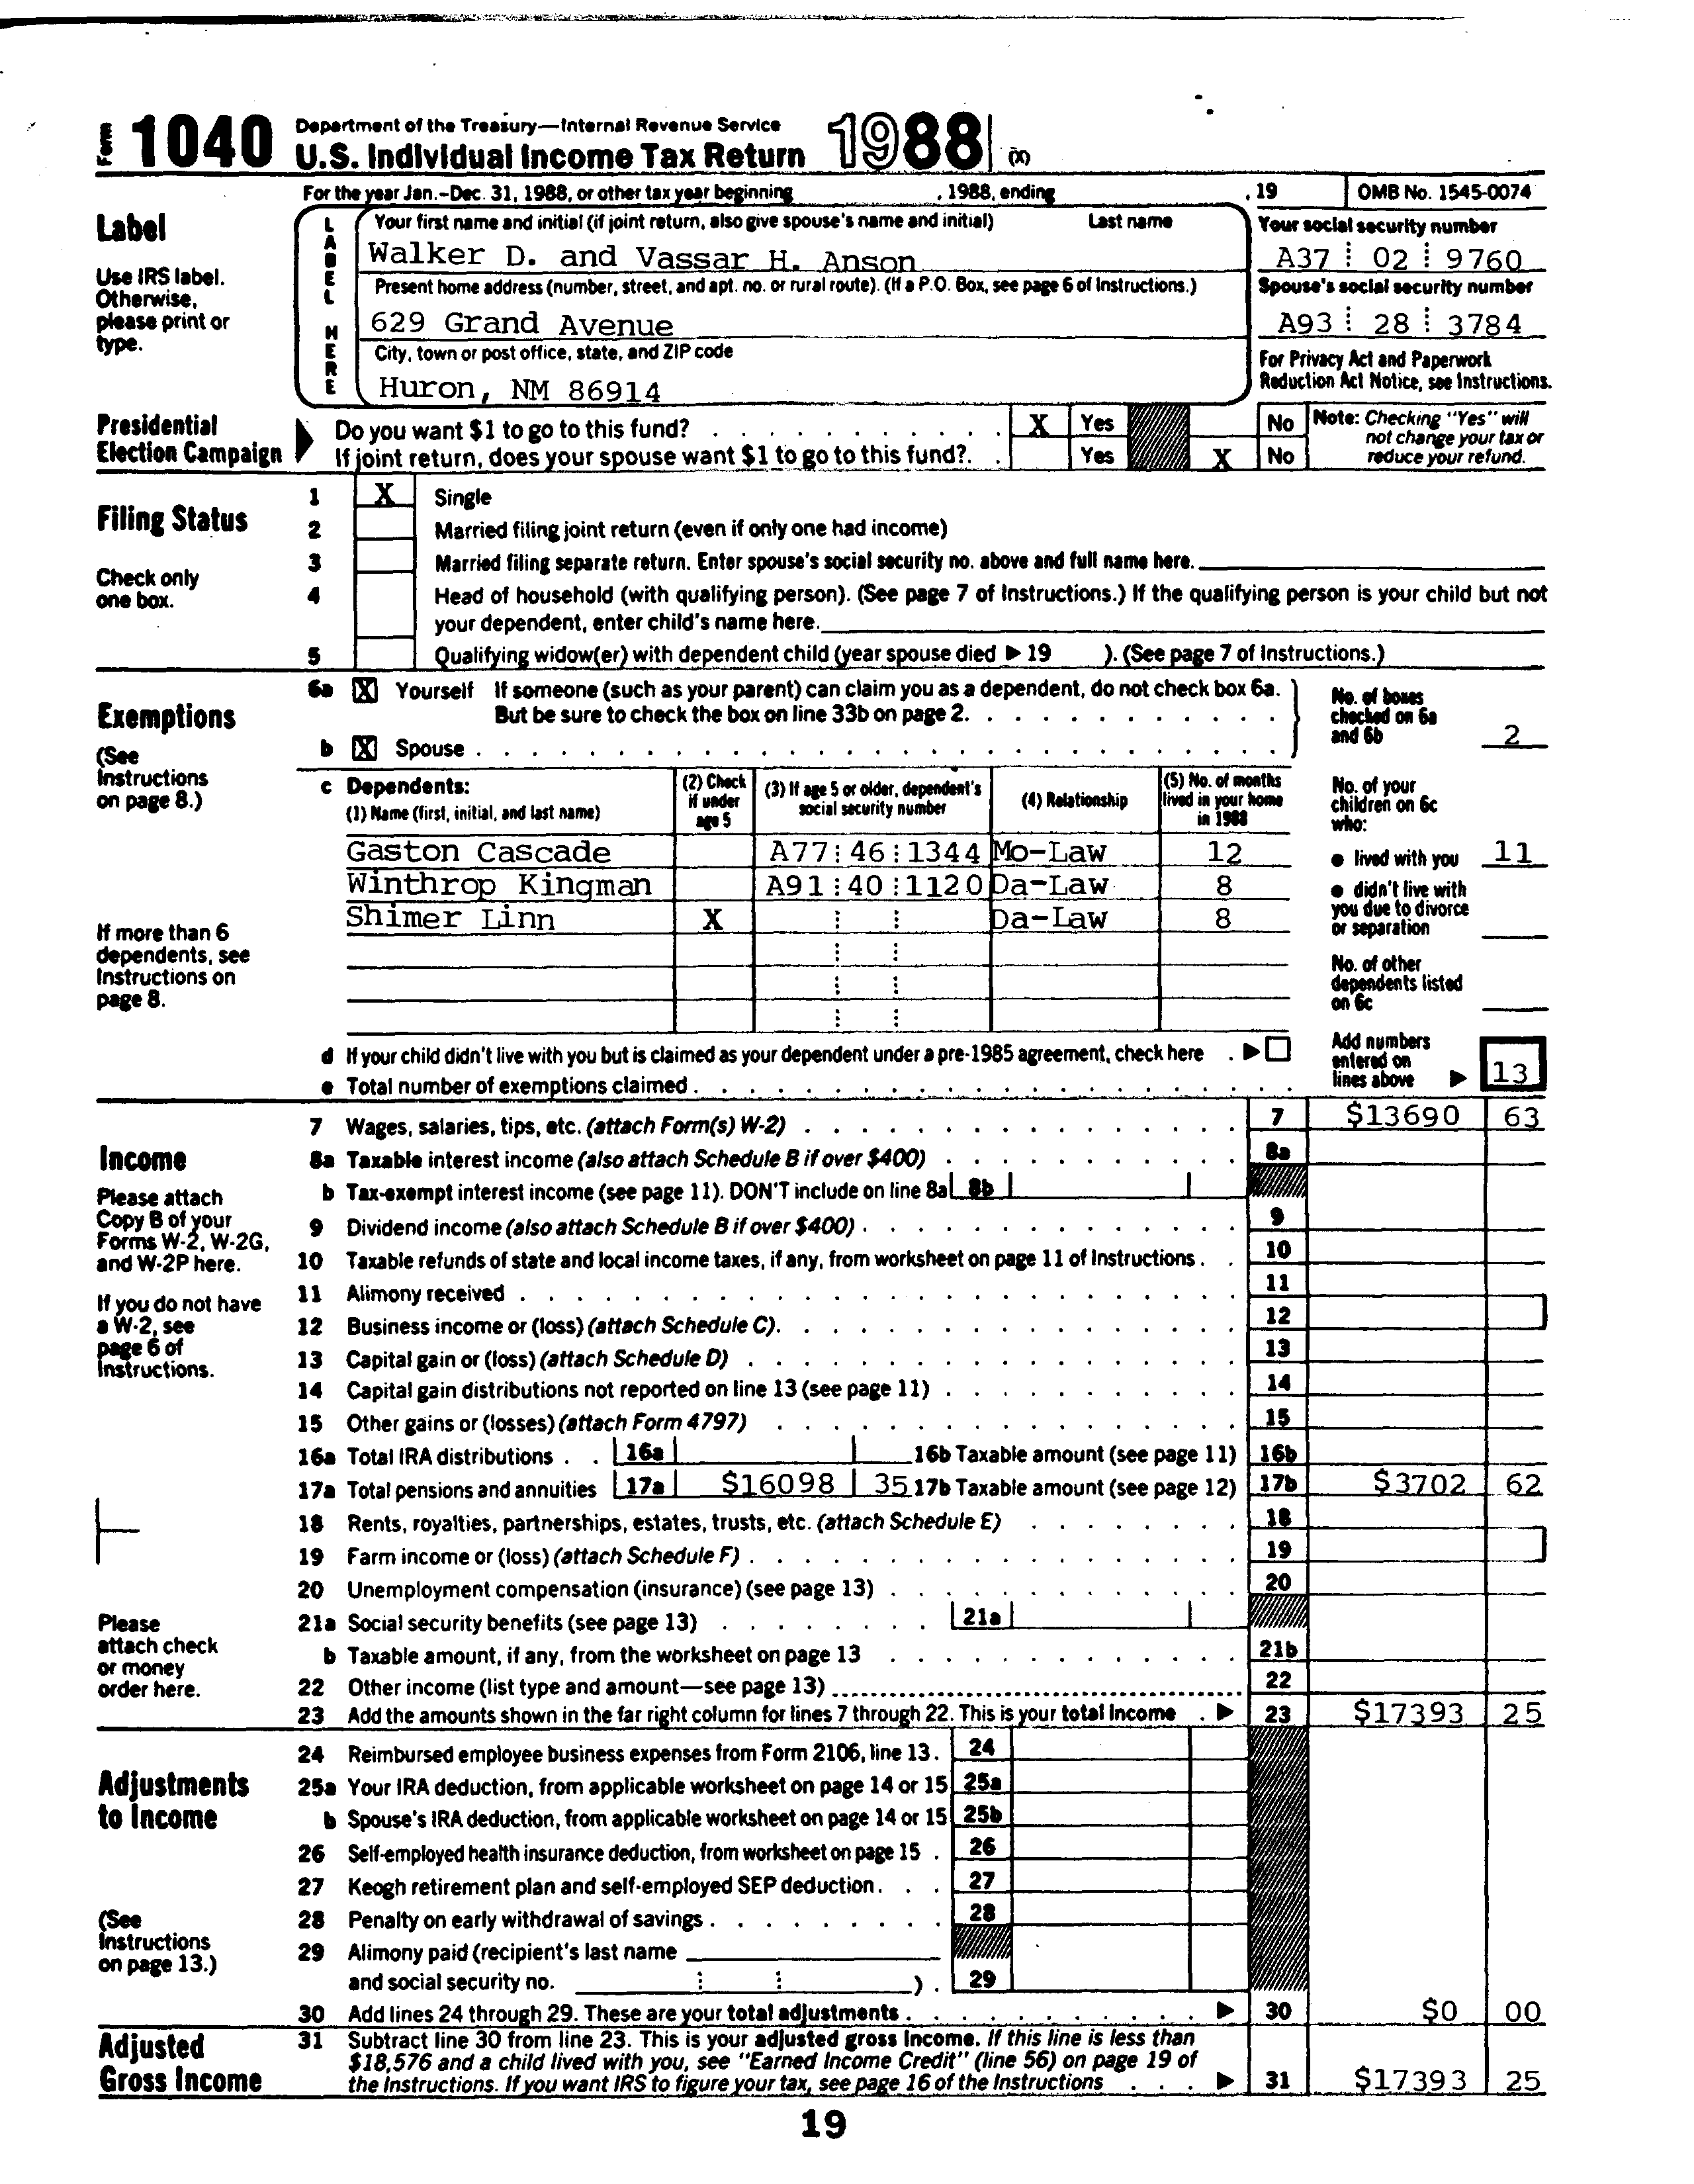 Form 1040 Department of the Treasury—Internal Revenue Service
U.S. Individual Income Tax Return 1988 (X)
For the year Jan.-Dec. 31, 1988, or other tax year beginning , 1988, ending , 19 OMB No. 1545-0074
Label
Use IRS label.
Otherwise,
please print or
type.
LABEL HERE
Your first name and initial (if joint return, also give spouse's name and initial) Last name
Walker D. and Vassar H. Anson
Your social security number
A37 02 9760
Present home address (number, street, and apt. no. or rural route). (If a P.O. Box, see page 6 of Instructions.)
629 Grand Avenue
Spouse's social security number
A93 28 3784
City, town or post office, state, and ZIP code
Huron, NM 86914
For Privacy Act and Paperwork
Reduction Act Notice, see Instructions.
Presidential
Election Campaign
Do you want $1 to go to this fund? X Yes No
If joint return, does your spouse want $1 to go to this fund?. Yes X No
Note: Checking "Yes" will
not change your tax or
reduce your refund.
Filing Status
Check only
one box.
1 X Single
2 Married filing joint return (even if only one had income)
3 Married filing separate return. Enter spouse's social security no. above and full name here.
4 Head of household (with qualifying person). (See page 7 of Instructions.) If the qualifying person is your child but not
your dependent, enter child's name here.
5 Qualifying widow(er) with dependent child (year spouse died ▶ 19 ). (See page 7 of Instructions.)
Exemptions
(See
Instructions
on page 8.)
If more than 6
dependents, see
Instructions on
page 8.
6a X Yourself If someone (such as your parent) can claim you as a dependent, do not check box 6a.
But be sure to check the box on line 33b on page 2.
b X Spouse
No. of boxes
checked on 6a
and 6b 2
c Dependents:
(1) Name (first, initial, and last name)
(2) Check
if under
age 5
(3) If age 5 or older, dependent's
social security number
(4) Relationship
(5) No. of months
lived in your home
in 1988
Gaston Cascade A77 46 1344 Mo-Law 12
Winthrop Kingman A91 40 1120 Da-Law 8
Shimer Linn X Da-Law 8
No. of your
children on 6c
who:
● lived with you 11
● didn't live with
you due to divorce
or separation
No. of other
dependents listed
on 6c
d If your child didn't live with you but is claimed as your dependent under a pre-1985 agreement, check here ▶
e Total number of exemptions claimed
Add numbers
entered on
lines above ▶ 13
Income
Please attach
Copy B of your
Forms W-2, W-2G,
and W-2P here.
If you do not have
a W-2, see
page 6 of
Instructions.
Please
attach check
or money
order here.
7 Wages, salaries, tips, etc. (attach Form(s) W-2) 7 $13690 63
8a Taxable interest income (also attach Schedule B if over $400) 8a
b Tax-exempt interest income (see page 11). DON'T include on line 8a 8b
9 Dividend income (also attach Schedule B if over $400) 9
10 Taxable refunds of state and local income taxes, if any, from worksheet on page 11 of Instructions 10
11 Alimony received 11
12 Business income or (loss) (attach Schedule C). 12
13 Capital gain or (loss) (attach Schedule D) 13
14 Capital gain distributions not reported on line 13 (see page 11) 14
15 Other gains or (losses) (attach Form 4797) 15
16a Total IRA distributions 16a 16b Taxable amount (see page 11) 16b
17a Total pensions and annuities 17a $16098 35 17b Taxable amount (see page 12) 17b $3702 62
18 Rents, royalties, partnerships, estates, trusts, etc. (attach Schedule E) 18
19 Farm income or (loss) (attach Schedule F) 19
20 Unemployment compensation (insurance) (see page 13) 20
21a Social security benefits (see page 13) 21a
b Taxable amount, if any, from the worksheet on page 13 21b
22 Other income (list type and amount—see page 13) 22
23 Add the amounts shown in the far right column for lines 7 through 22. This is your total income ▶ 23 $17393 25
Adjustments
to Income
(See
Instructions
on page 13.)
24 Reimbursed employee business expenses from Form 2106, line 13. 24
25a Your IRA deduction, from applicable worksheet on page 14 or 15 25a
b Spouse's IRA deduction, from applicable worksheet on page 14 or 15 25b
26 Self-employed health insurance deduction, from worksheet on page 15 26
27 Keogh retirement plan and self-employed SEP deduction 27
28 Penalty on early withdrawal of savings 28
29 Alimony paid (recipient's last name
and social security no. ) 29
30 Add lines 24 through 29. These are your total adjustments ▶ 30 $0 00
Adjusted
Gross Income
31 Subtract line 30 from line 23. This is your adjusted gross income. If this line is less than
$18,576 and a child lived with you, see "Earned Income Credit" (line 56) on page 19 of
the Instructions. If you want IRS to figure your tax, see page 16 of the Instructions ▶ 31 $17393 25
19